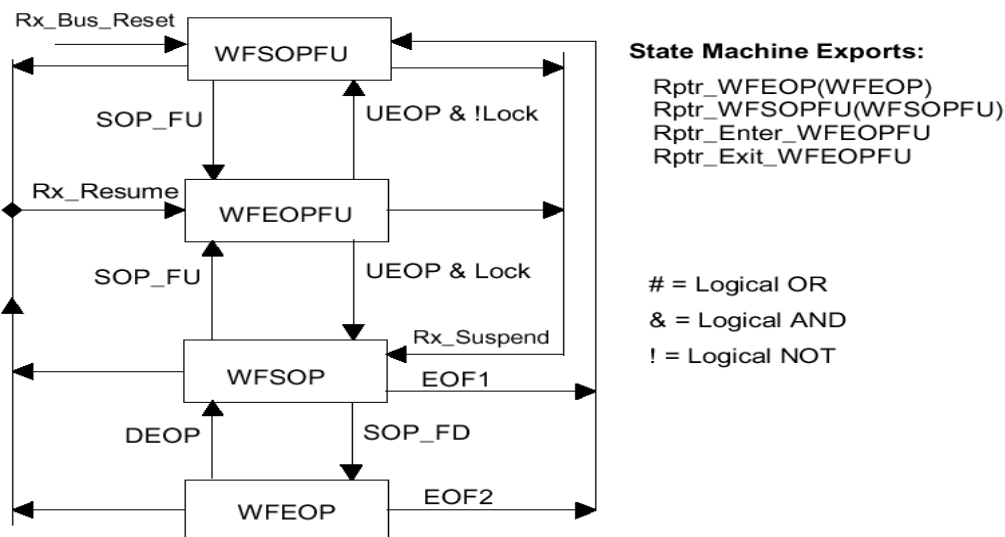 Rx_Bus_Reset
WFSOPFU
State Machine Exports:
Rptr_WFEOP(WFEOP)
Rptr_WFSOPFU(WFSOPFU)
Rptr_Enter_WFEOPFU
Rptr_Exit_WFEOPFU
SOP_FU
UEOP & !Lock
Rx_Resume
WFEOPFU
SOP_FU
UEOP & Lock
# = Logical OR
& = Logical AND
! = Logical NOT
Rx_Suspend
WFSOP
EOF1
DEOP
SOP_FD
WFEOP
EOF2